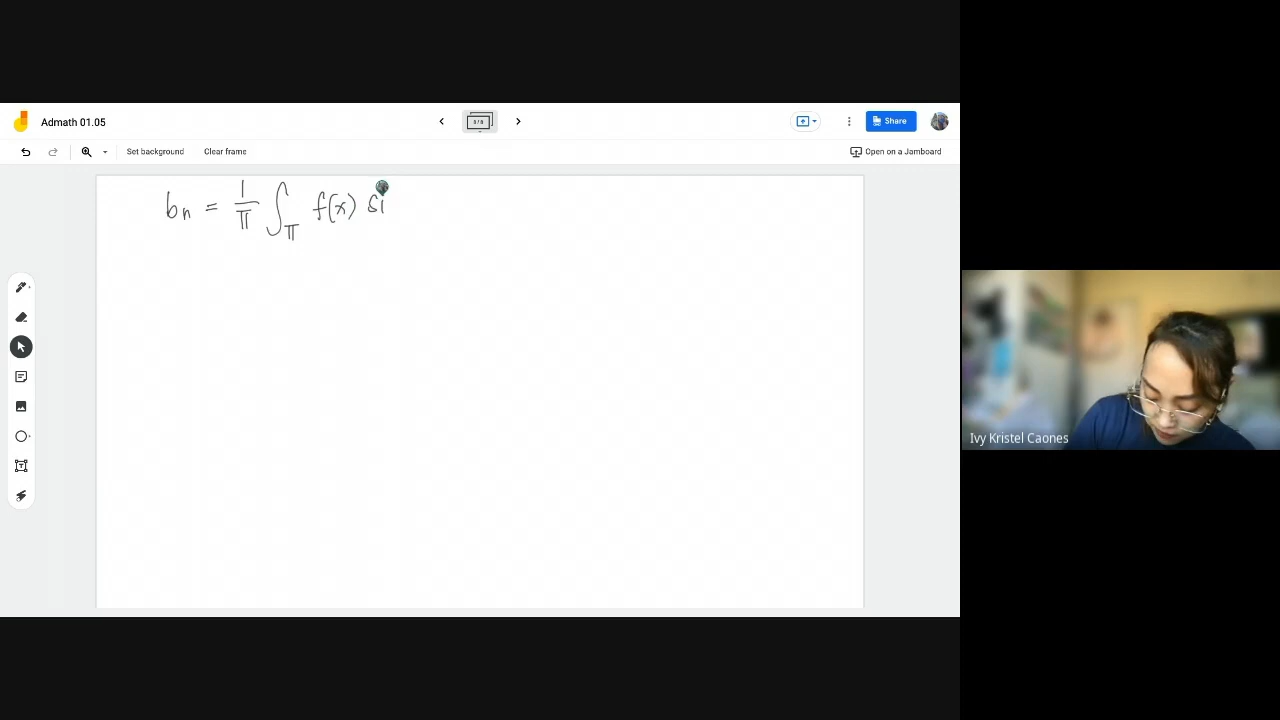 Admath 01.05
Share
Set background
Clear frame
Open on a Jamboard
bn = 1/π ∫π f(x) si
Ivy Kristel Caones